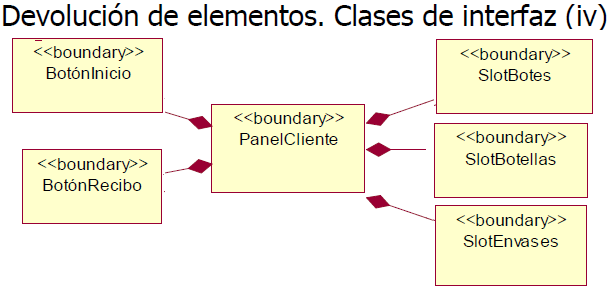 Devolución de elementos. Clases de interfaz (iv)
<<boundary>>
BotónInicio
<<boundary>>
BotónRecibo
<<boundary>>
PanelCliente
<<boundary>>
SlotBotes
<<boundary>>
SlotBotellas
<<boundary>>
SlotEnvases